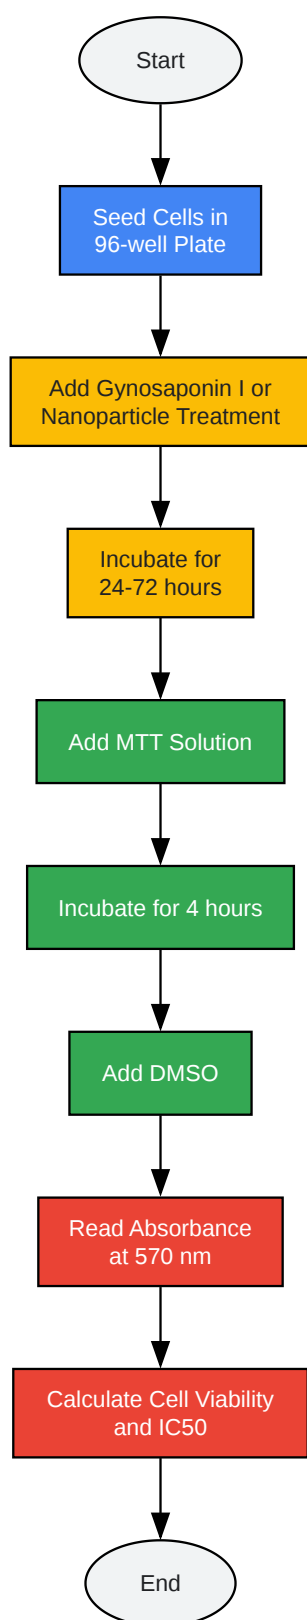 Start
Seed Cells in
96-well Plate
Add Gynosaponin I or
Nanoparticle Treatment
Incubate for
24-72 hours
Add MTT Solution
Incubate for 4 hours
Add DMSO
Read Absorbance
at 570 nm
Calculate Cell Viability
and IC50
End